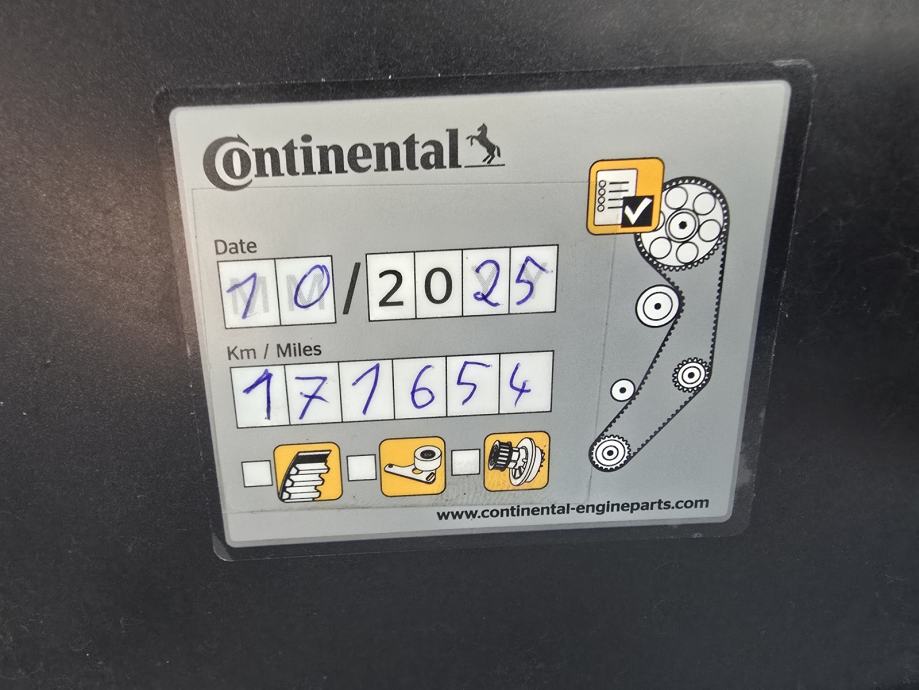 Continental
Date
10/2025
Km / Miles
171654
www.continental-engineparts.com